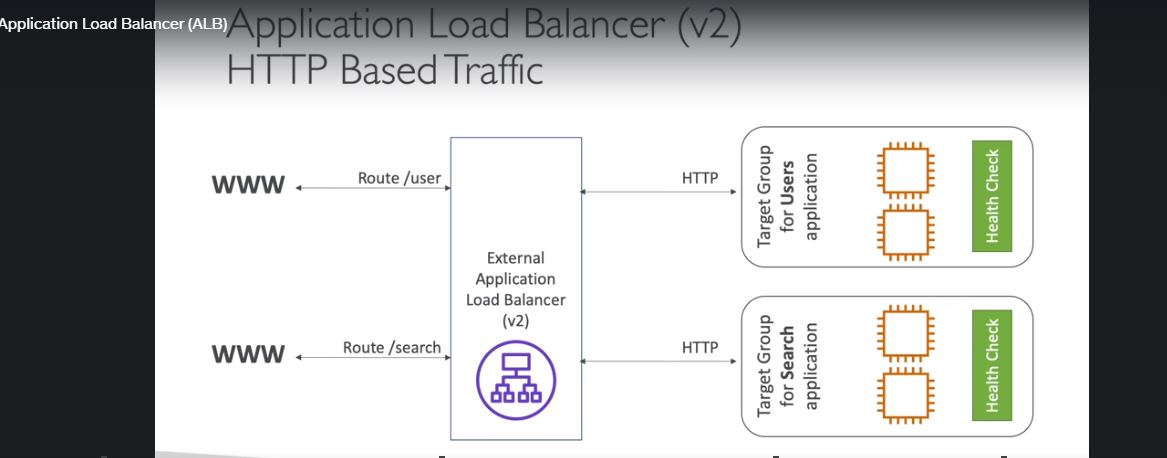 Application Load Balancer (ALB)
Application Load Balancer (v2)
HTTP Based Traffic
WWW
Route /user
HTTP
Target Group
for Users
application
Health Check
External
Application
Load Balancer
(v2)
WWW
Route /search
HTTP
Target Group
for Search
application
Health Check